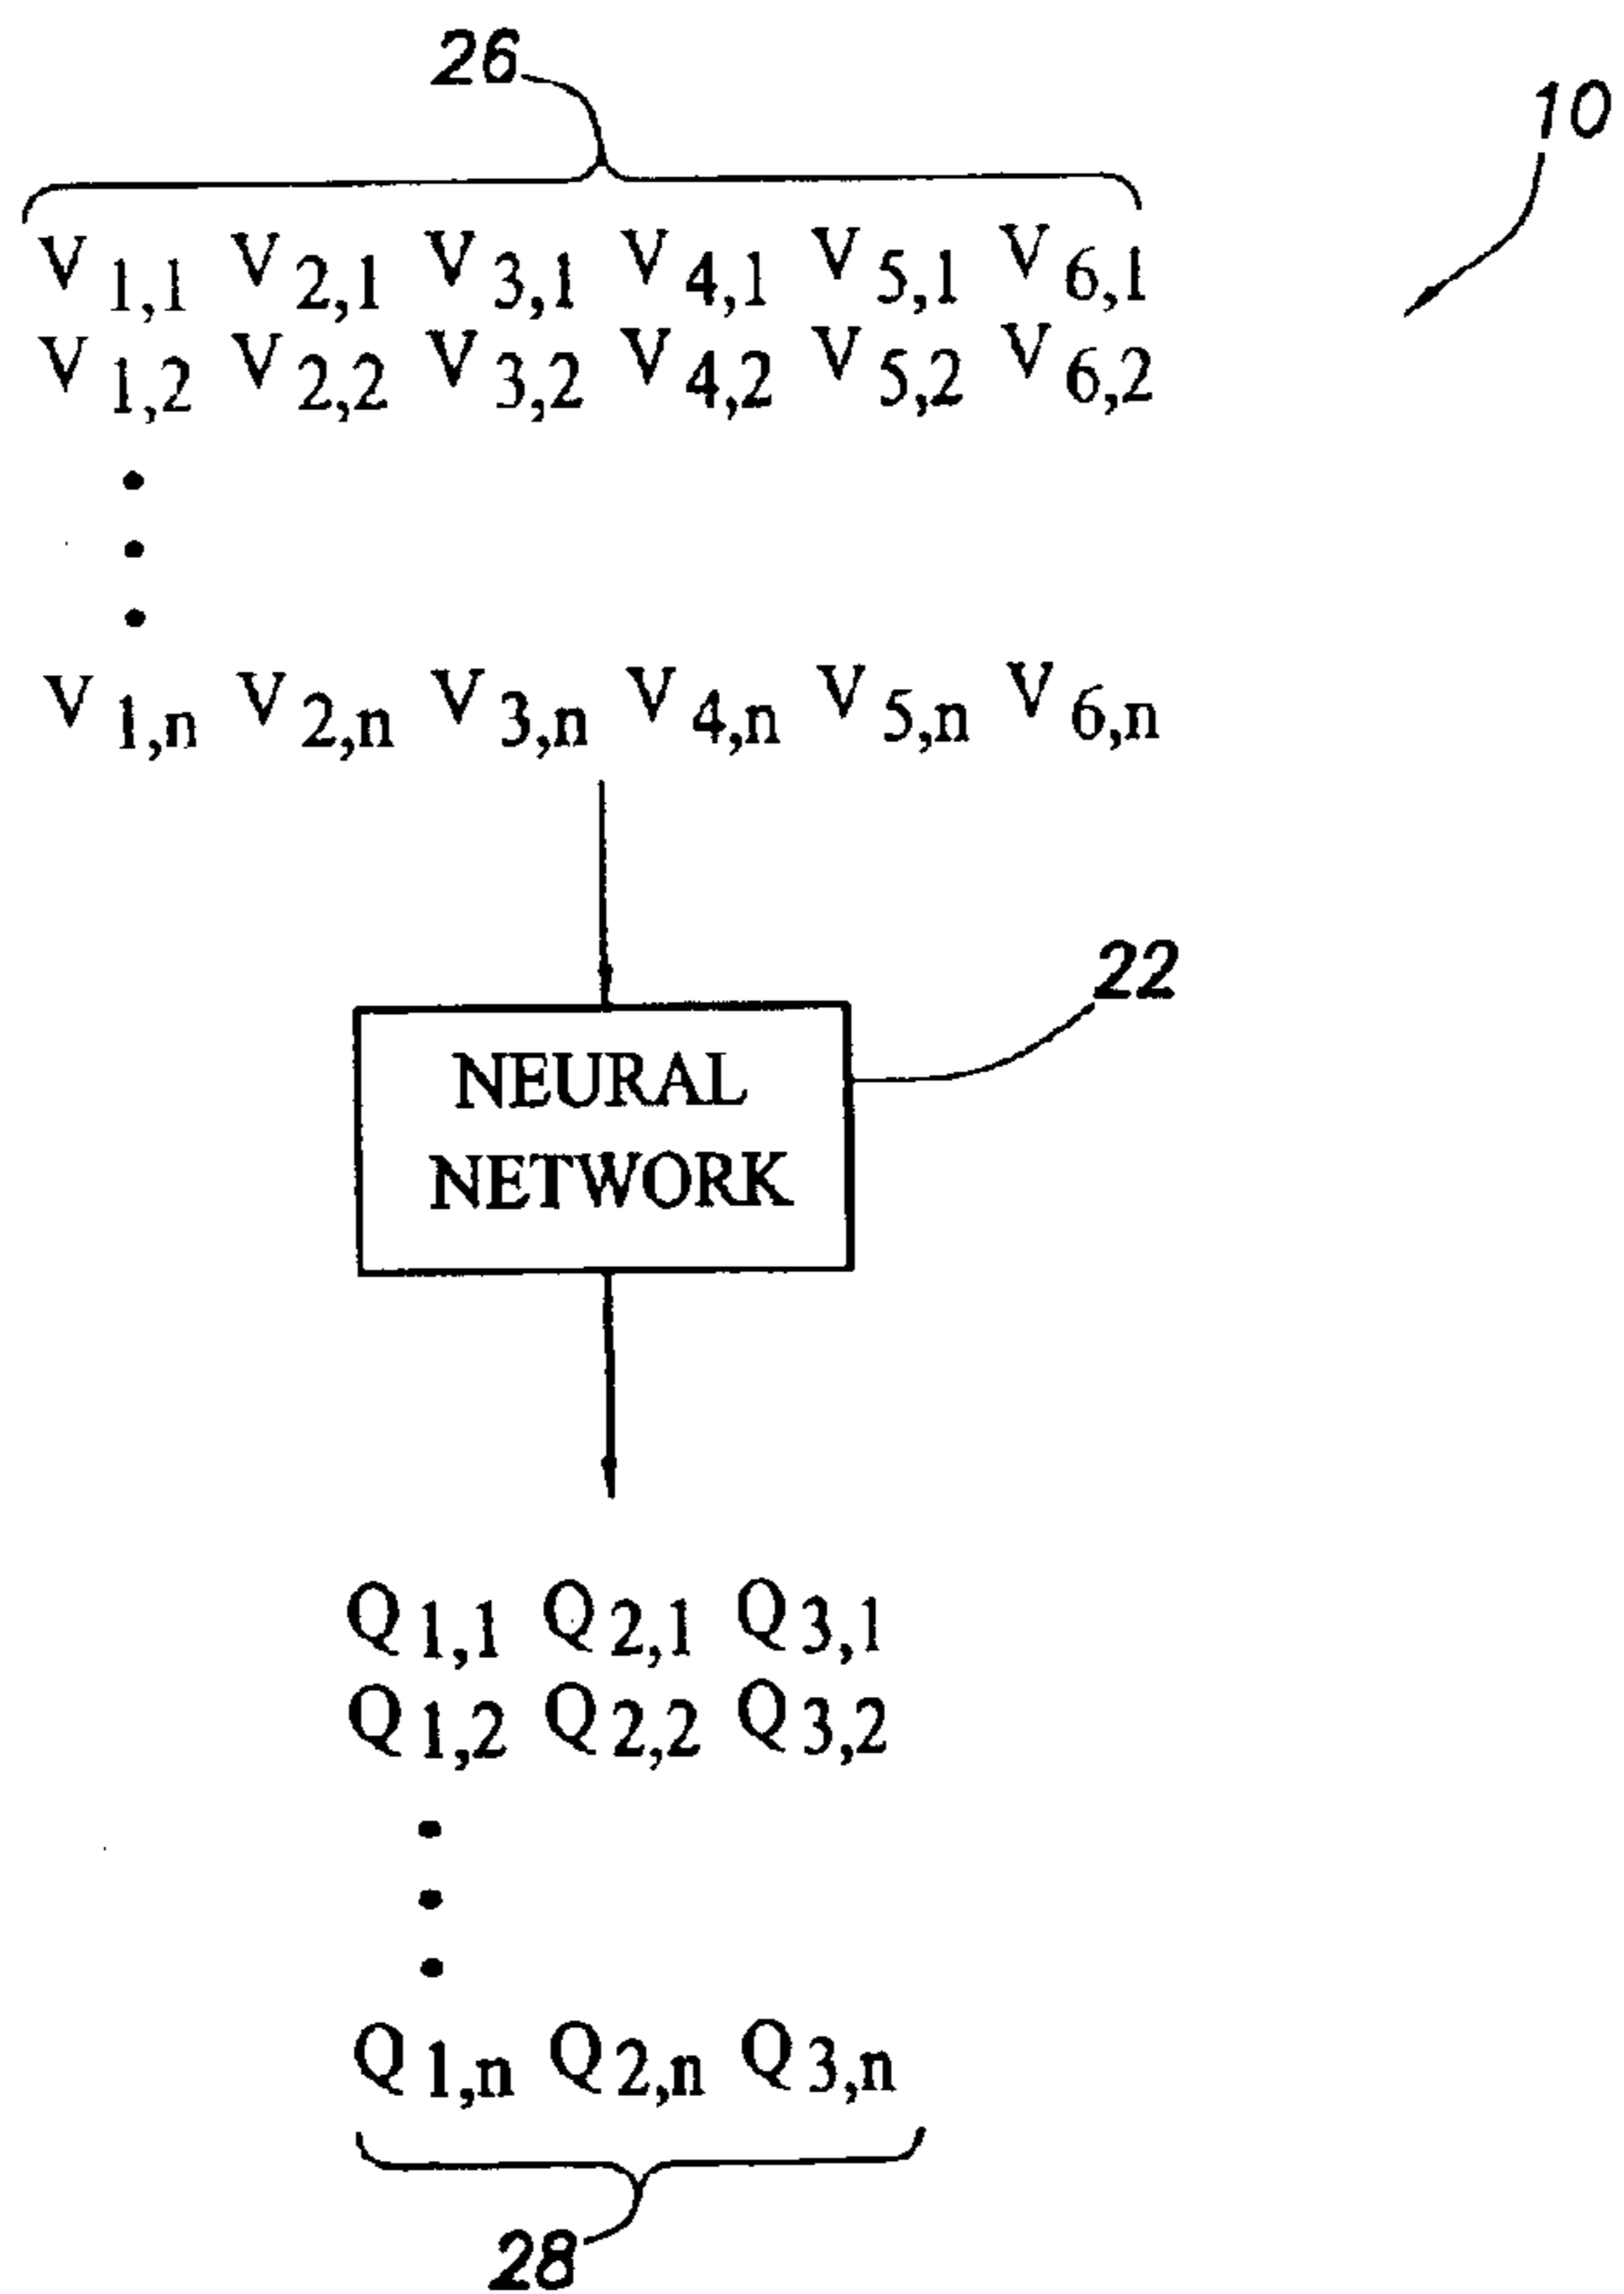 26
10
V 1,1 V 2,1 V 3,1 V 4,1 V 5,1 V 6,1
V 1,2 V 2,2 V 3,2 V 4,2 V 5,2 V 6,2
V 1,n V 2,n V 3,n V 4,n V 5,n V 6,n
22
NEURAL
NETWORK
Q 1,1 Q 2,1 Q 3,1
Q 1,2 Q 2,2 Q 3,2
Q 1,n Q 2,n Q 3,n
28